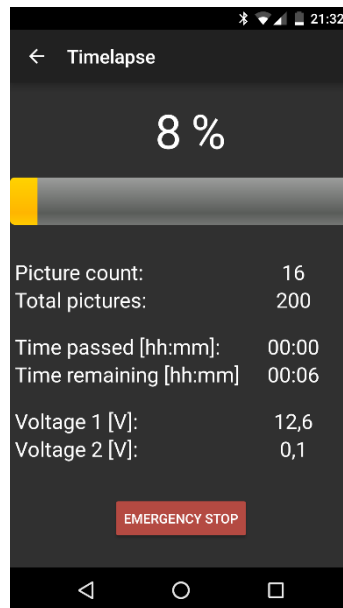 21:32
Timelapse
8 %
Picture count: 16
Total pictures: 200
Time passed [hh:mm]: 00:00
Time remaining [hh:mm] 00:06
Voltage 1 [V]: 12,6
Voltage 2 [V]: 0,1
EMERGENCY STOP